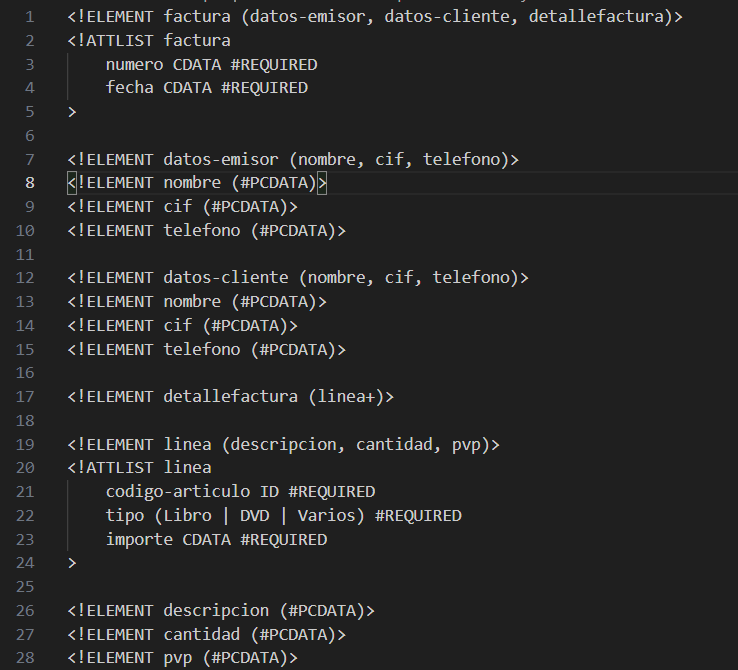 1 <!ELEMENT factura (datos-emisor, datos-cliente, detallefactura)>
2 <!ATTLIST factura
3 numero CDATA #REQUIRED
4 fecha CDATA #REQUIRED
5 >
6
7 <!ELEMENT datos-emisor (nombre, cif, telefono)>
8 <!ELEMENT nombre (#PCDATA)>
9 <!ELEMENT cif (#PCDATA)>
10 <!ELEMENT telefono (#PCDATA)>
11
12 <!ELEMENT datos-cliente (nombre, cif, telefono)>
13 <!ELEMENT nombre (#PCDATA)>
14 <!ELEMENT cif (#PCDATA)>
15 <!ELEMENT telefono (#PCDATA)>
16
17 <!ELEMENT detallefactura (linea+)>
18
19 <!ELEMENT linea (descripcion, cantidad, pvp)>
20 <!ATTLIST linea
21 codigo-articulo ID #REQUIRED
22 tipo (Libro | DVD | Varios) #REQUIRED
23 importe CDATA #REQUIRED
24 >
25
26 <!ELEMENT descripcion (#PCDATA)>
27 <!ELEMENT cantidad (#PCDATA)>
28 <!ELEMENT pvp (#PCDATA)>